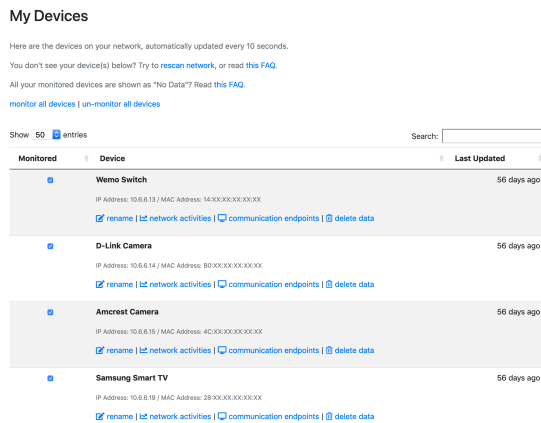 My Devices
Here are the devices on your network, automatically updated every 10 seconds.
You don't see your device(s) below? Try to rescan network, or read this FAQ.
All your monitored devices are shown as "No Data"? Read this FAQ.
monitor all devices | un-monitor all devices
Show 50 entries Search:
Monitored Device Last Updated
Wemo Switch 56 days ago
IP Address: 10.6.6.13 / MAC Address: 14:XX:XX:XX:XX:XX
rename | network activities | communication endpoints | delete data
D-Link Camera 56 days ago
IP Address: 10.6.6.14 / MAC Address: B0:XX:XX:XX:XX:XX
rename | network activities | communication endpoints | delete data
Amcrest Camera 56 days ago
IP Address: 10.6.6.15 / MAC Address: 4C:XX:XX:XX:XX:XX
rename | network activities | communication endpoints | delete data
Samsung Smart TV 56 days ago
IP Address: 10.6.6.19 / MAC Address: 28:XX:XX:XX:XX:XX
rename | network activities | communication endpoints | delete data